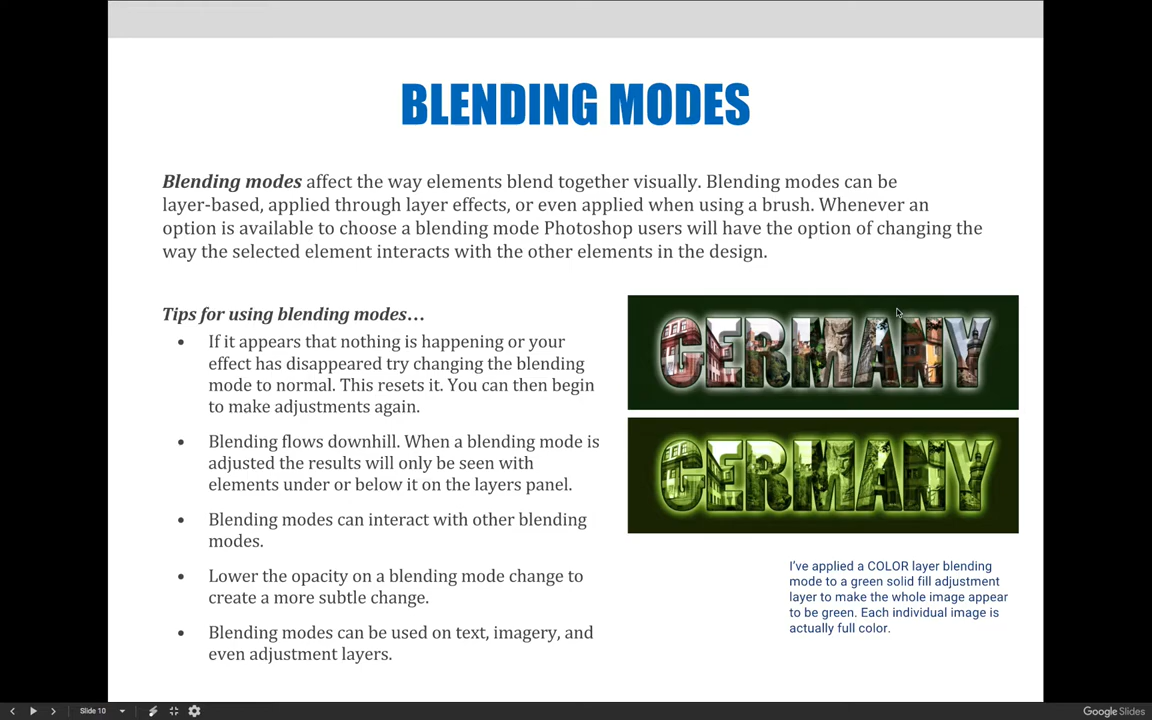 BLENDING MODES
Blending modes affect the way elements blend together visually. Blending modes can be
layer-based, applied through layer effects, or even applied when using a brush. Whenever an
option is available to choose a blending mode Photoshop users will have the option of changing the
way the selected element interacts with the other elements in the design.
Tips for using blending modes…
• If it appears that nothing is happening or your
effect has disappeared try changing the blending
mode to normal. This resets it. You can then begin
to make adjustments again.
• Blending flows downhill. When a blending mode is
adjusted the results will only be seen with
elements under or below it on the layers panel.
• Blending modes can interact with other blending
modes.
• Lower the opacity on a blending mode change to
create a more subtle change.
• Blending modes can be used on text, imagery, and
even adjustment layers.
GERMANY
GERMANY
I've applied a COLOR layer blending
mode to a green solid fill adjustment
layer to make the whole image appear
to be green. Each individual image is
actually full color.
Slide 10
Google Slides